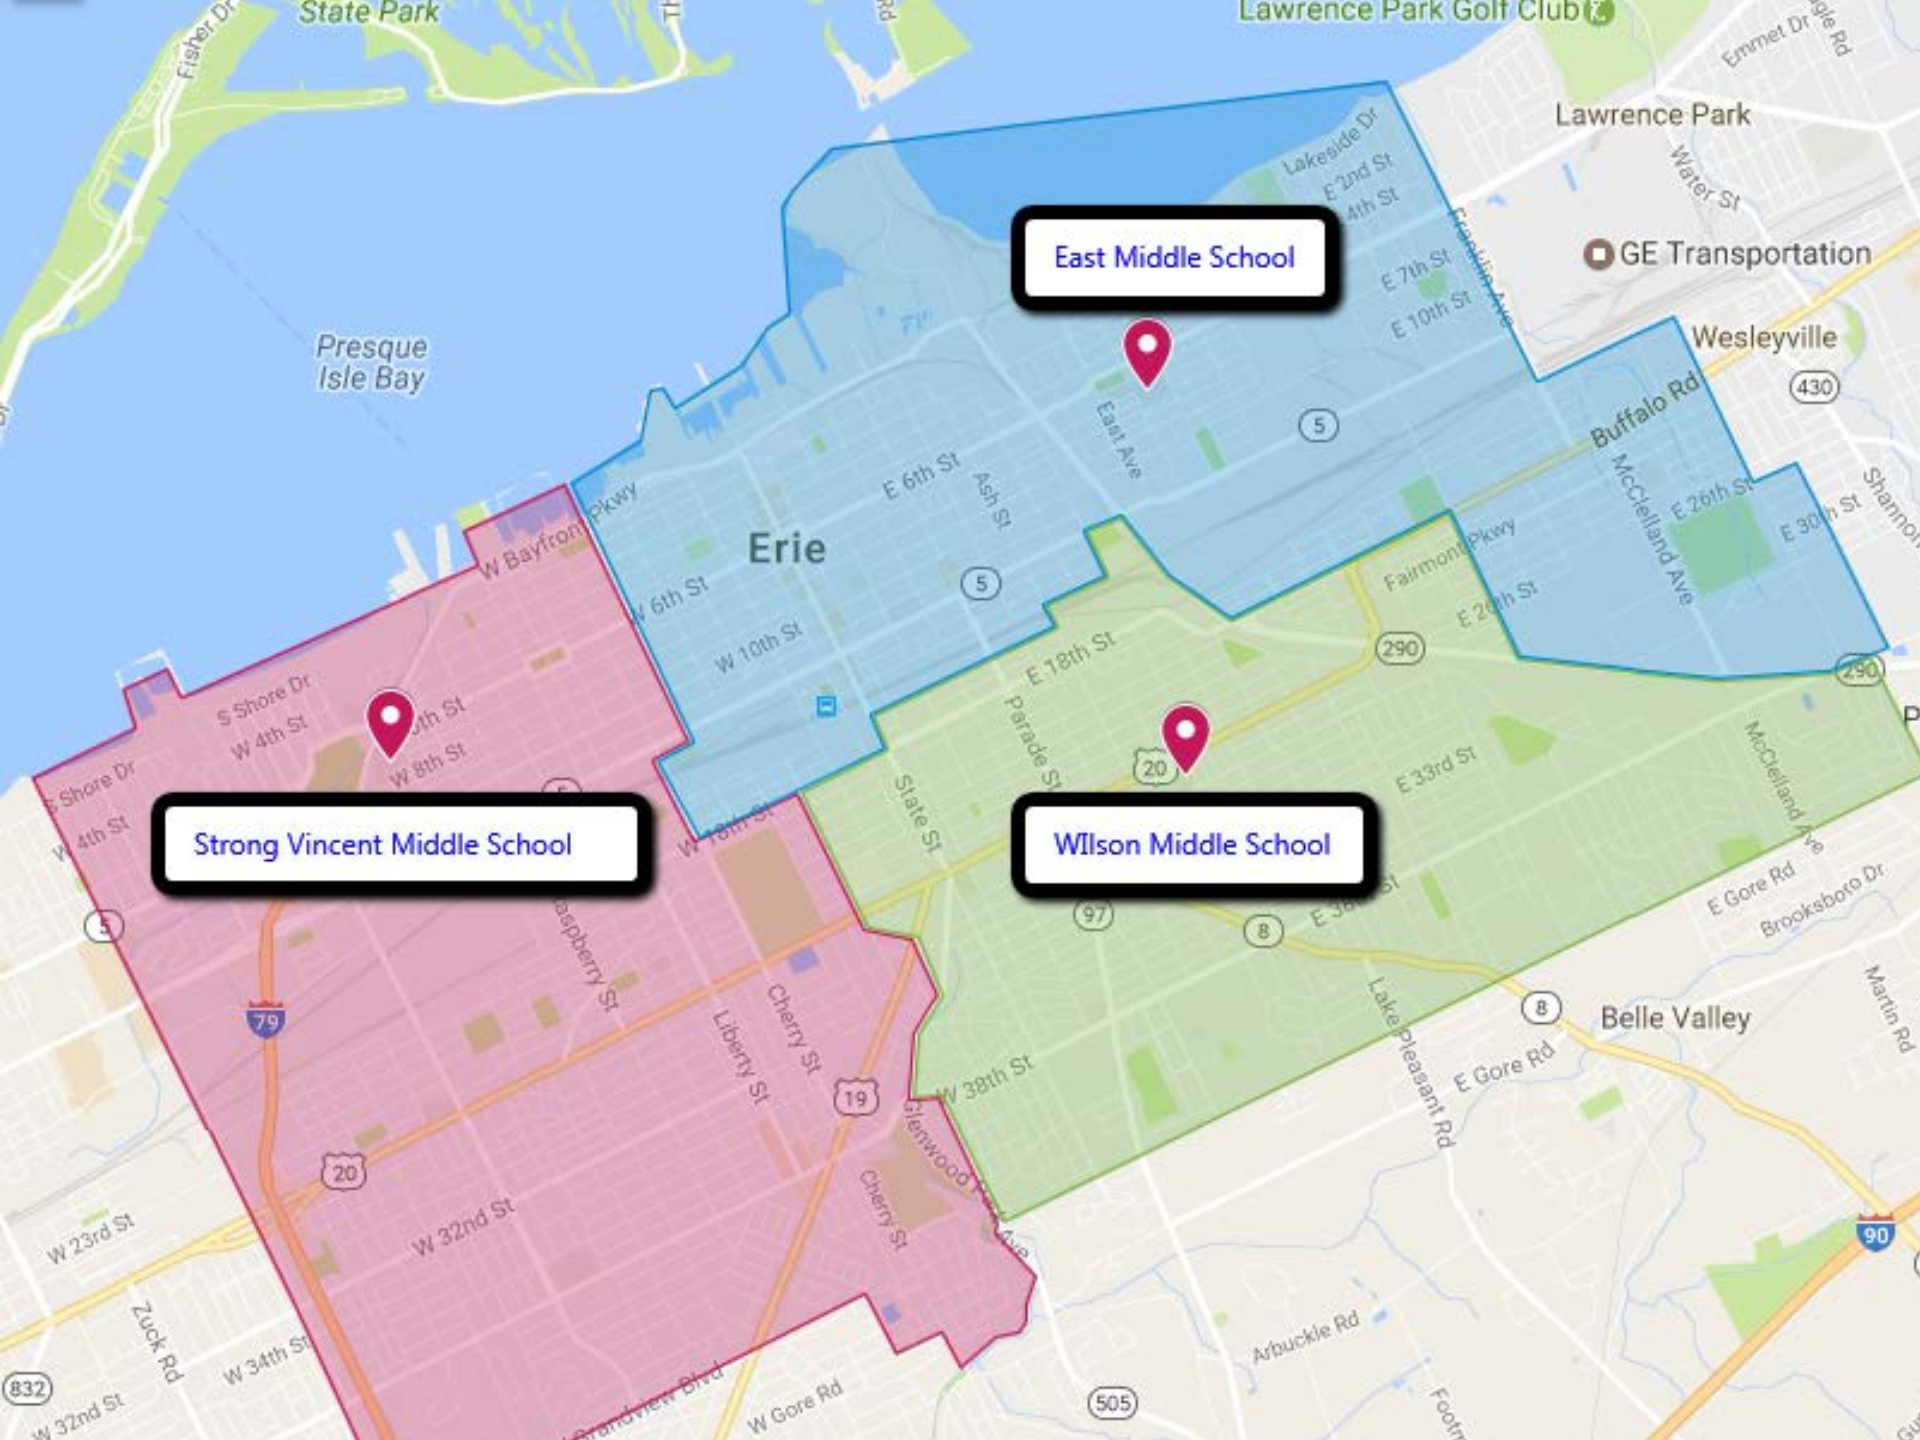 State Park
Fisher Dr
Rd
Lawrence Park Golf Club
Emmet Dr
Lawrence Park
Water St
Lakeside Dr
E 2nd St
4th St
Franklin Ave
GE Transportation
East Middle School
E 7th St
E 10th St
Presque
Isle Bay
Wesleyville
430
Buffalo Rd
East Ave
5
McClelland Ave
E 26th St
E 30th St
Shannon
E 6th St
Ash St
Pkwy
W Bayfron
Erie
Fairmont Pkwy
5
W 6th St
E 26th St
W 10th St
E 18th St
290
290
S Shore Dr
W 4th St
W 8th St
Parade St
S Shore Dr
20
E 33rd St
McClelland Ave
State St
W 4th St
W 18th St
Strong Vincent Middle School
WIlson Middle School
5
97
8
E 38th St
E Gore Rd
Brooksboro Dr
aspberry St
79
Cherry St
Liberty St
Lake Pleasant Rd
8
Belle Valley
Martin Rd
E Gore Rd
W 38th St
19
Glenwood Park Ave
20
Cherry St
W 32nd St
W 23rd St
90
Zuck Rd
W 34th St
Arbuckle Rd
832
W 32nd St
Grandview Blvd
W Gore Rd
505